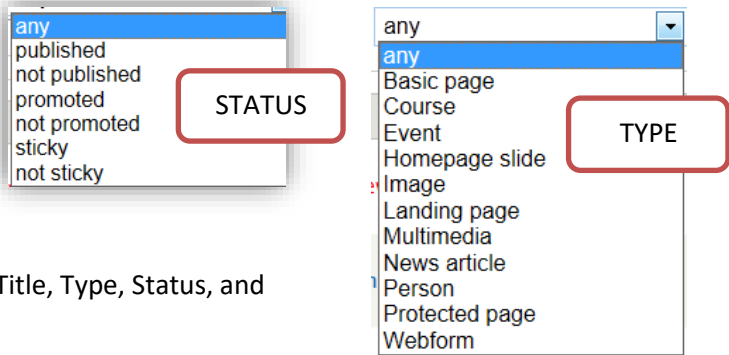 any
published
not published
promoted
not promoted
sticky
not sticky
STATUS
any
any
Basic page
Course
Event
Homepage slide
Image
Landing page
Multimedia
News article
Person
Protected page
Webform
TYPE
Title, Type, Status, and